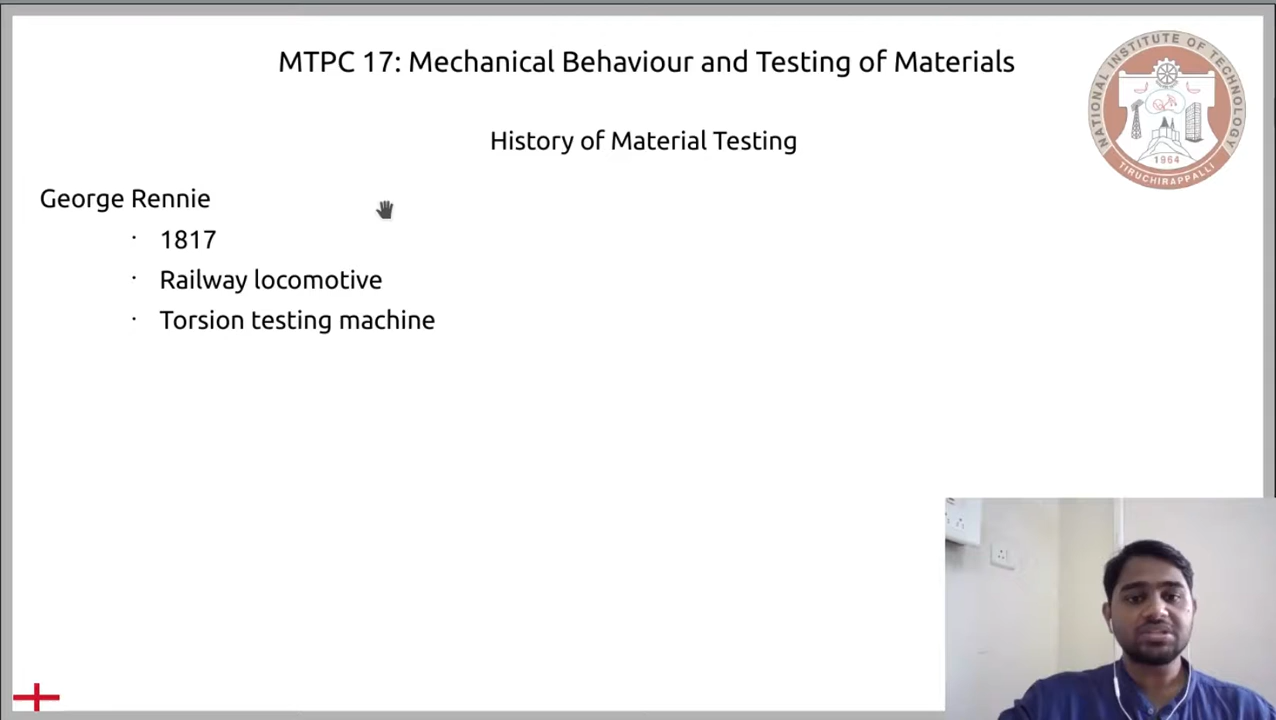 MTPC 17: Mechanical Behaviour and Testing of Materials
NATIONAL INSTITUTE OF TECHNOLOGY
1964
TIRUCHIRAPPALLI
History of Material Testing
George Rennie
· 1817
· Railway locomotive
· Torsion testing machine